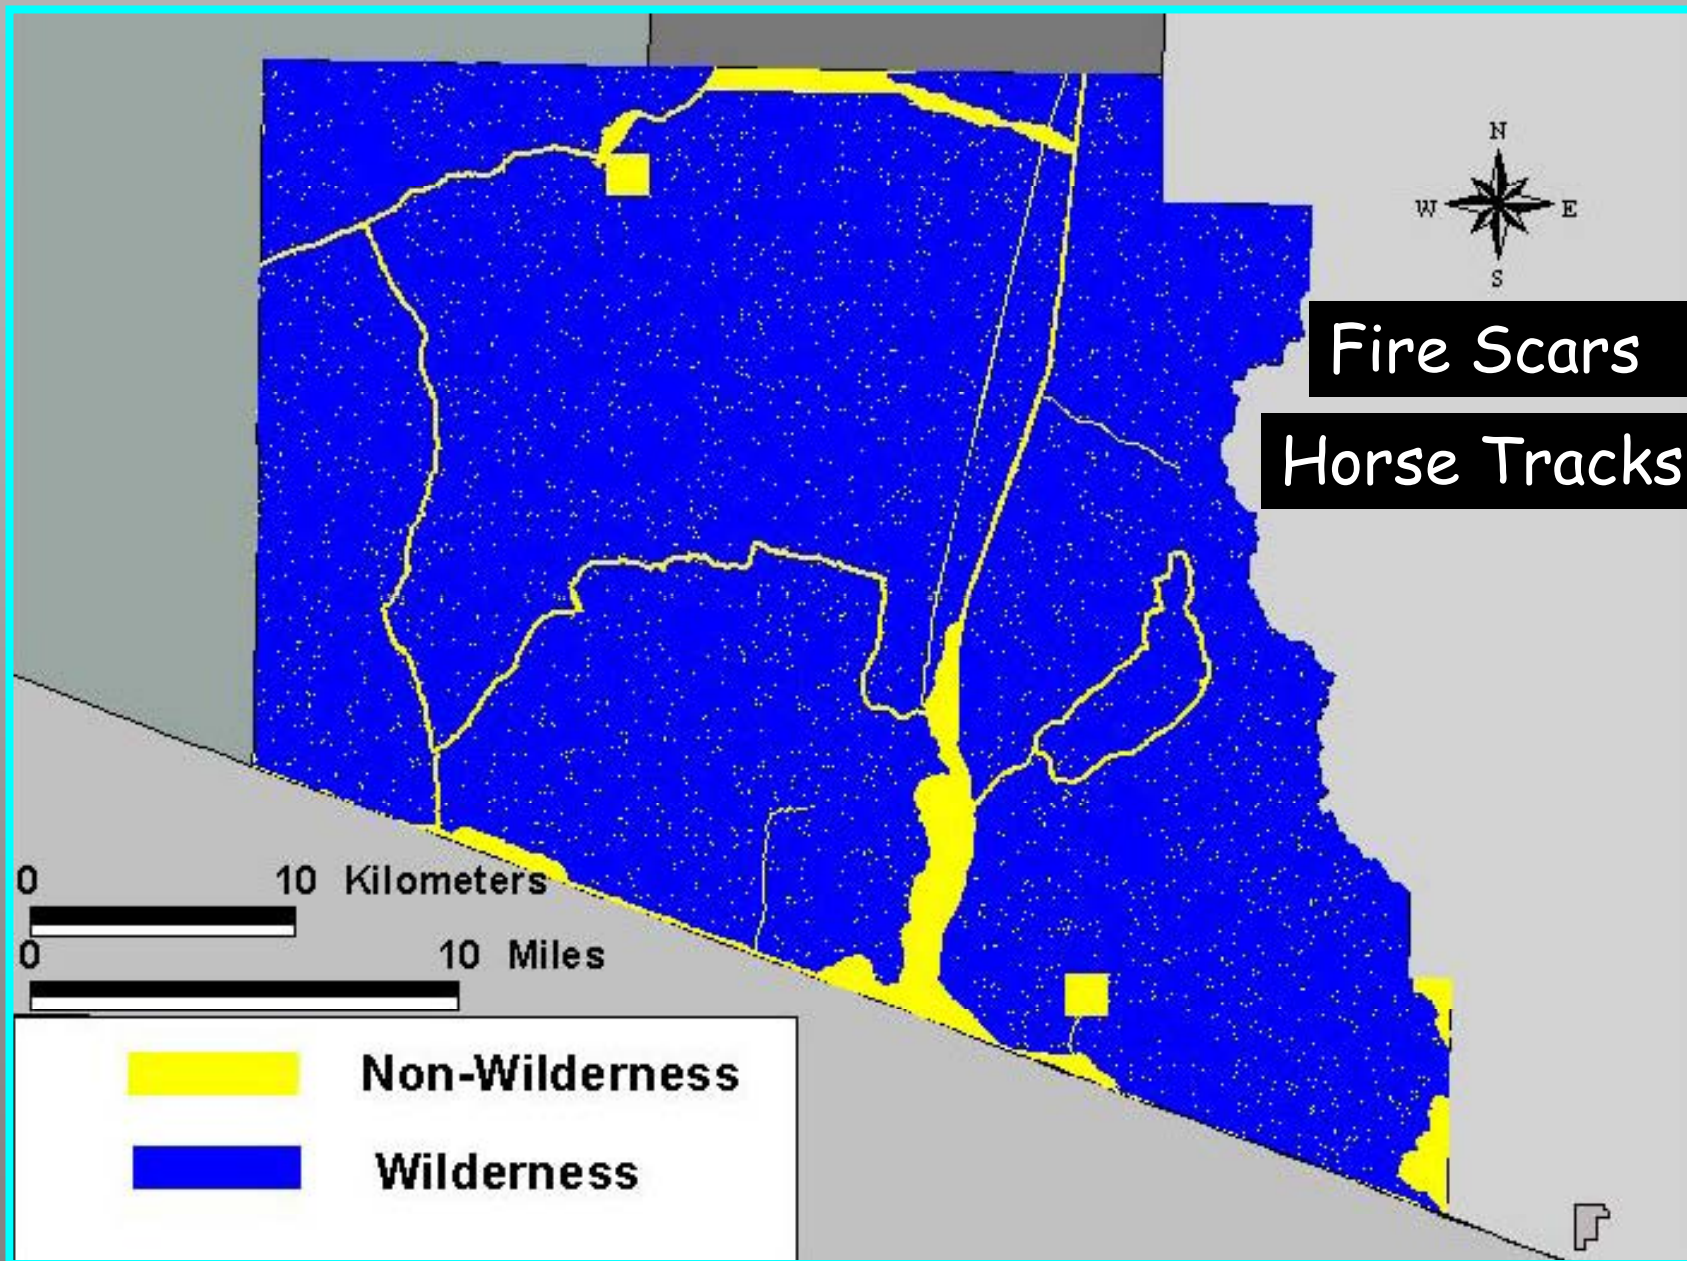 N
W E
S
Fire Scars
Horse Tracks
0 10 Kilometers
0 10 Miles
Non-Wilderness
Wilderness